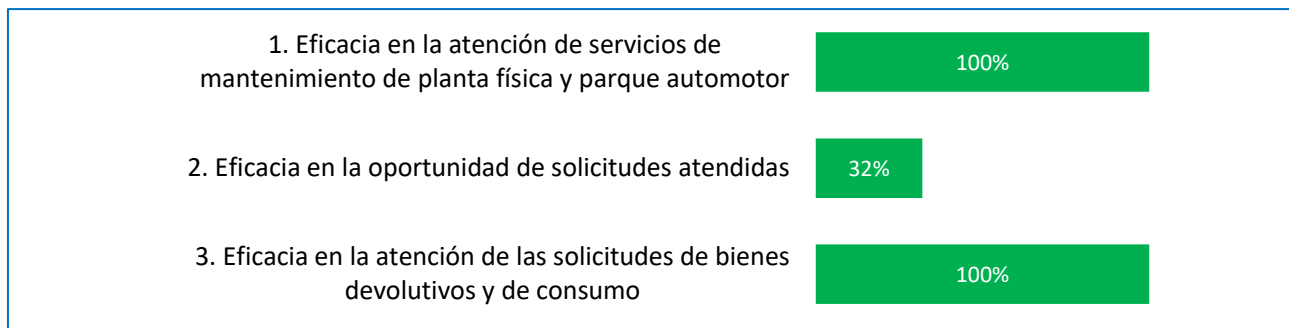 1. Eficacia en la atención de servicios de
mantenimiento de planta física y parque automotor
100%
2. Eficacia en la oportunidad de solicitudes atendidas
32%
3. Eficacia en la atención de las solicitudes de bienes
devolutivos y de consumo
100%